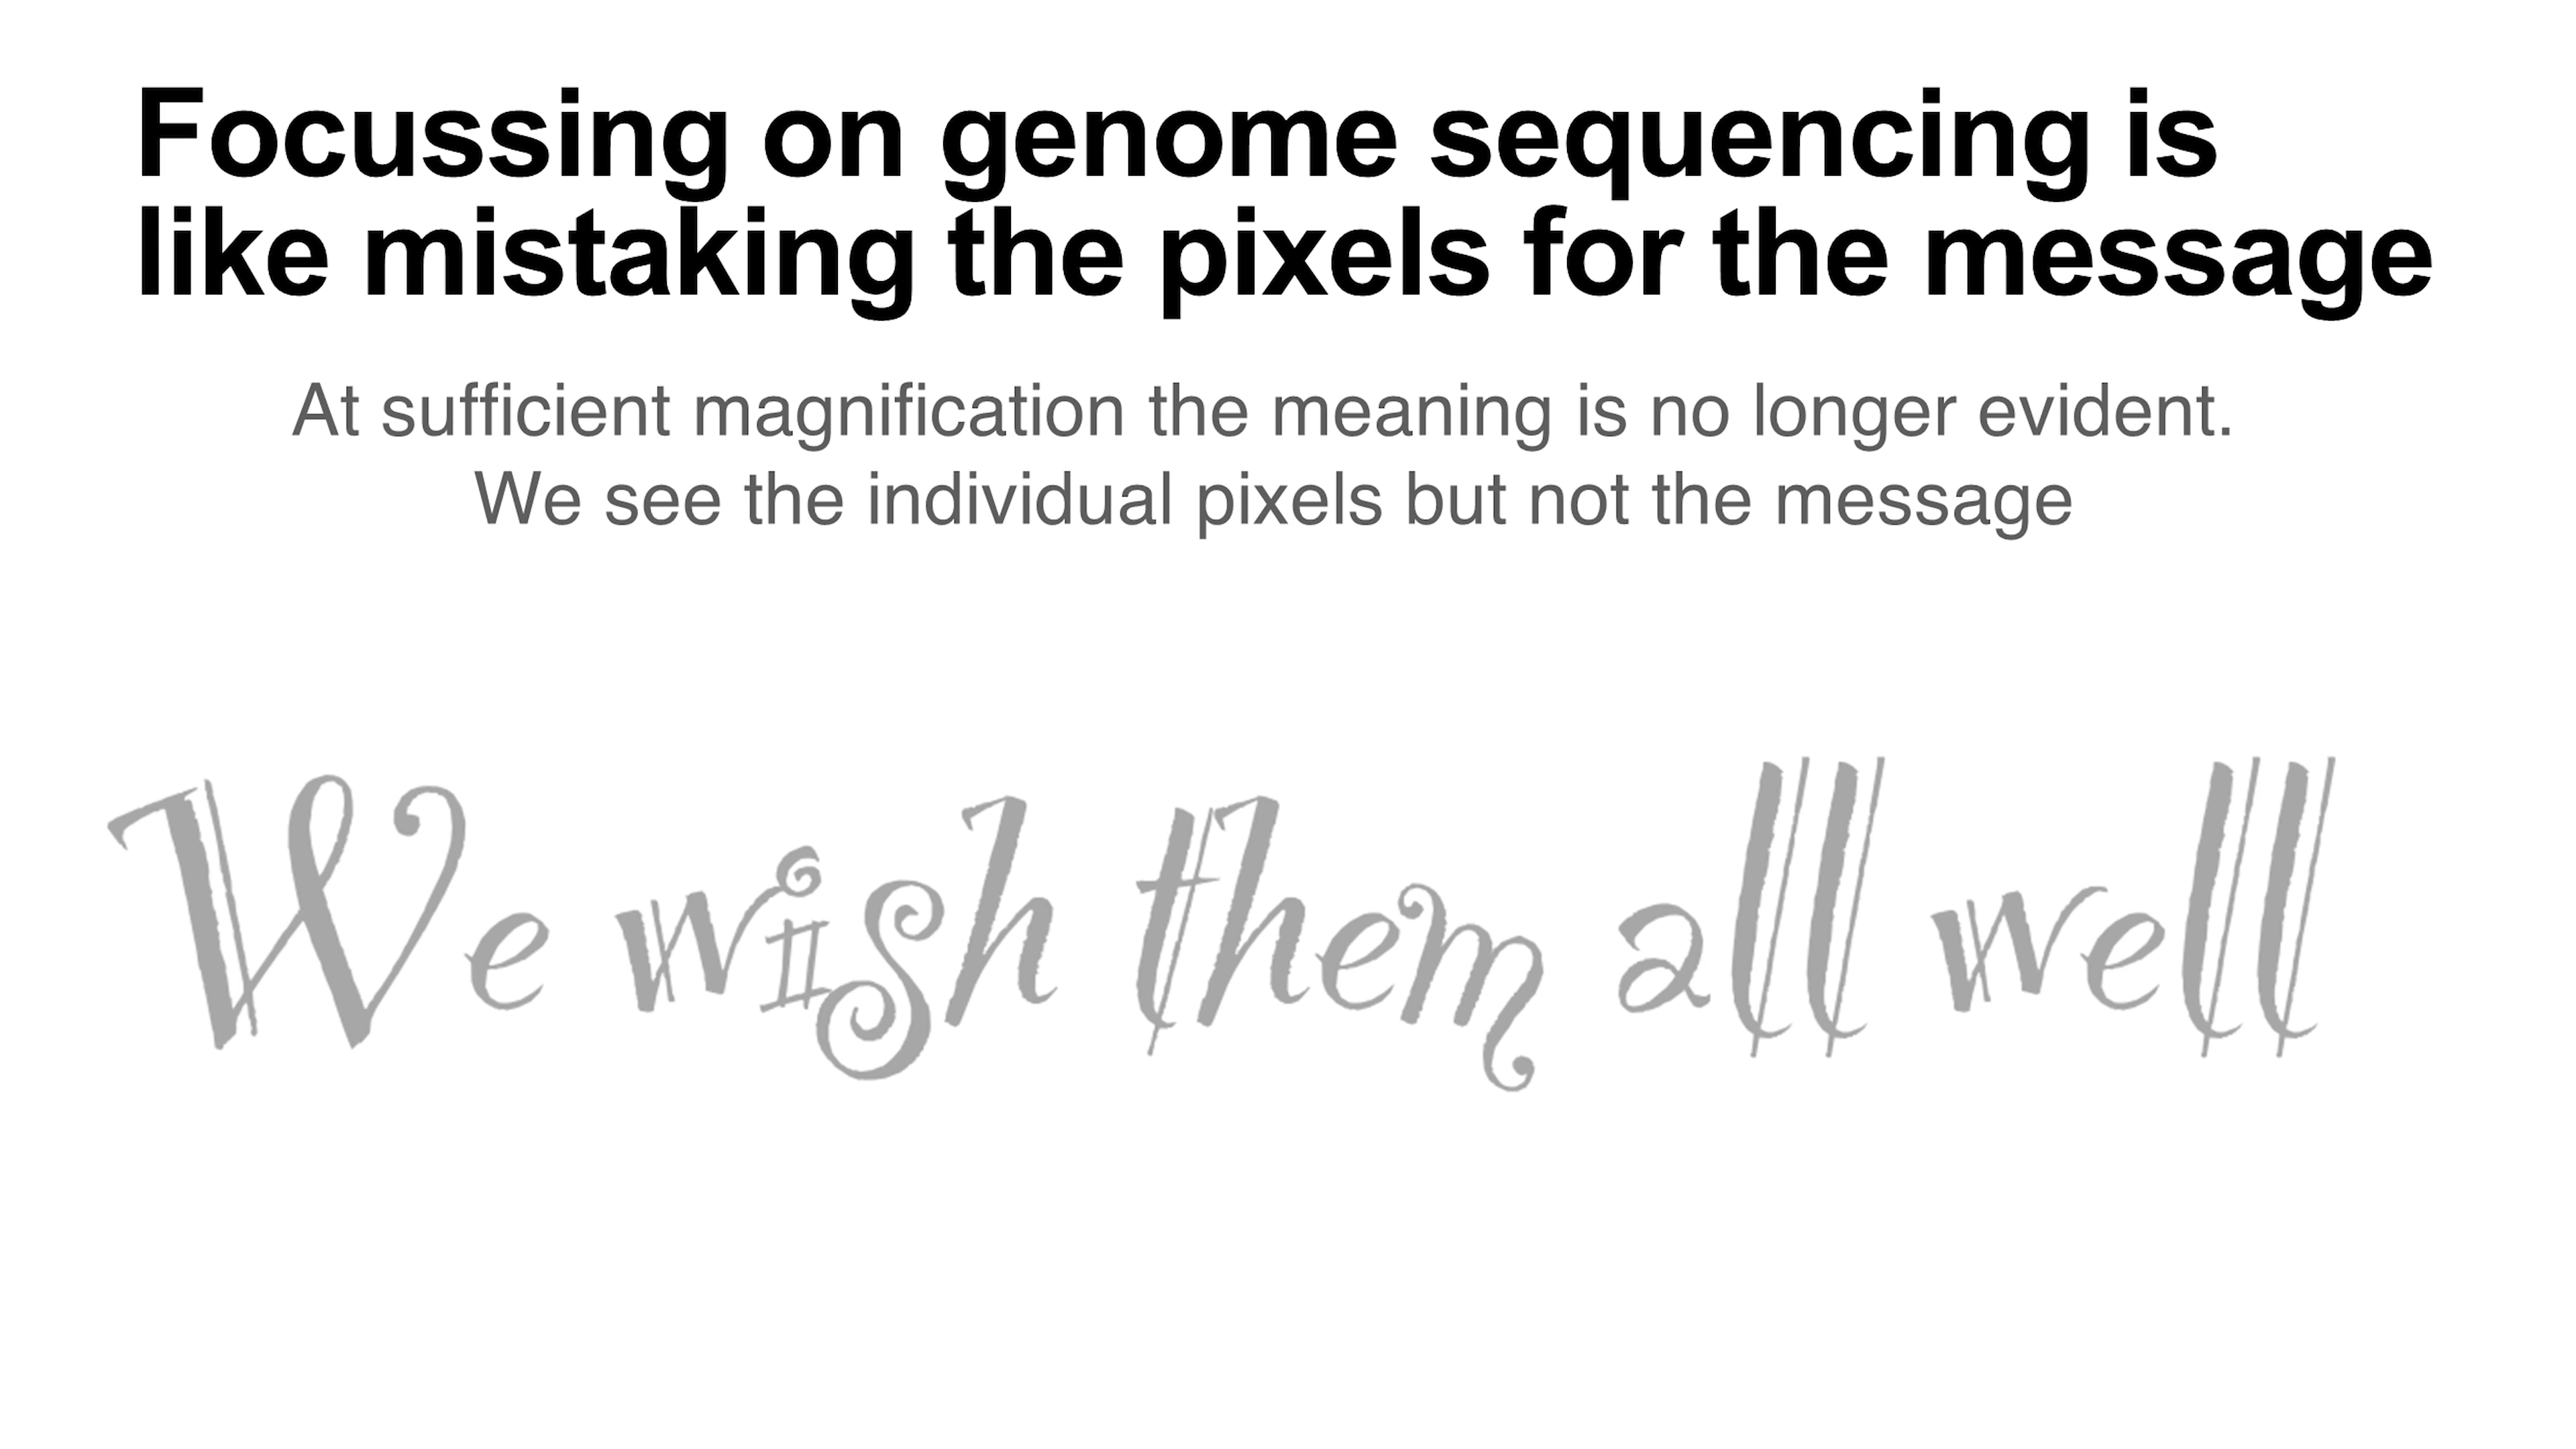 Focussing on genome sequencing is
like mistaking the pixels for the message
At sufficient magnification the meaning is no longer evident.
We see the individual pixels but not the message
We wish them all well